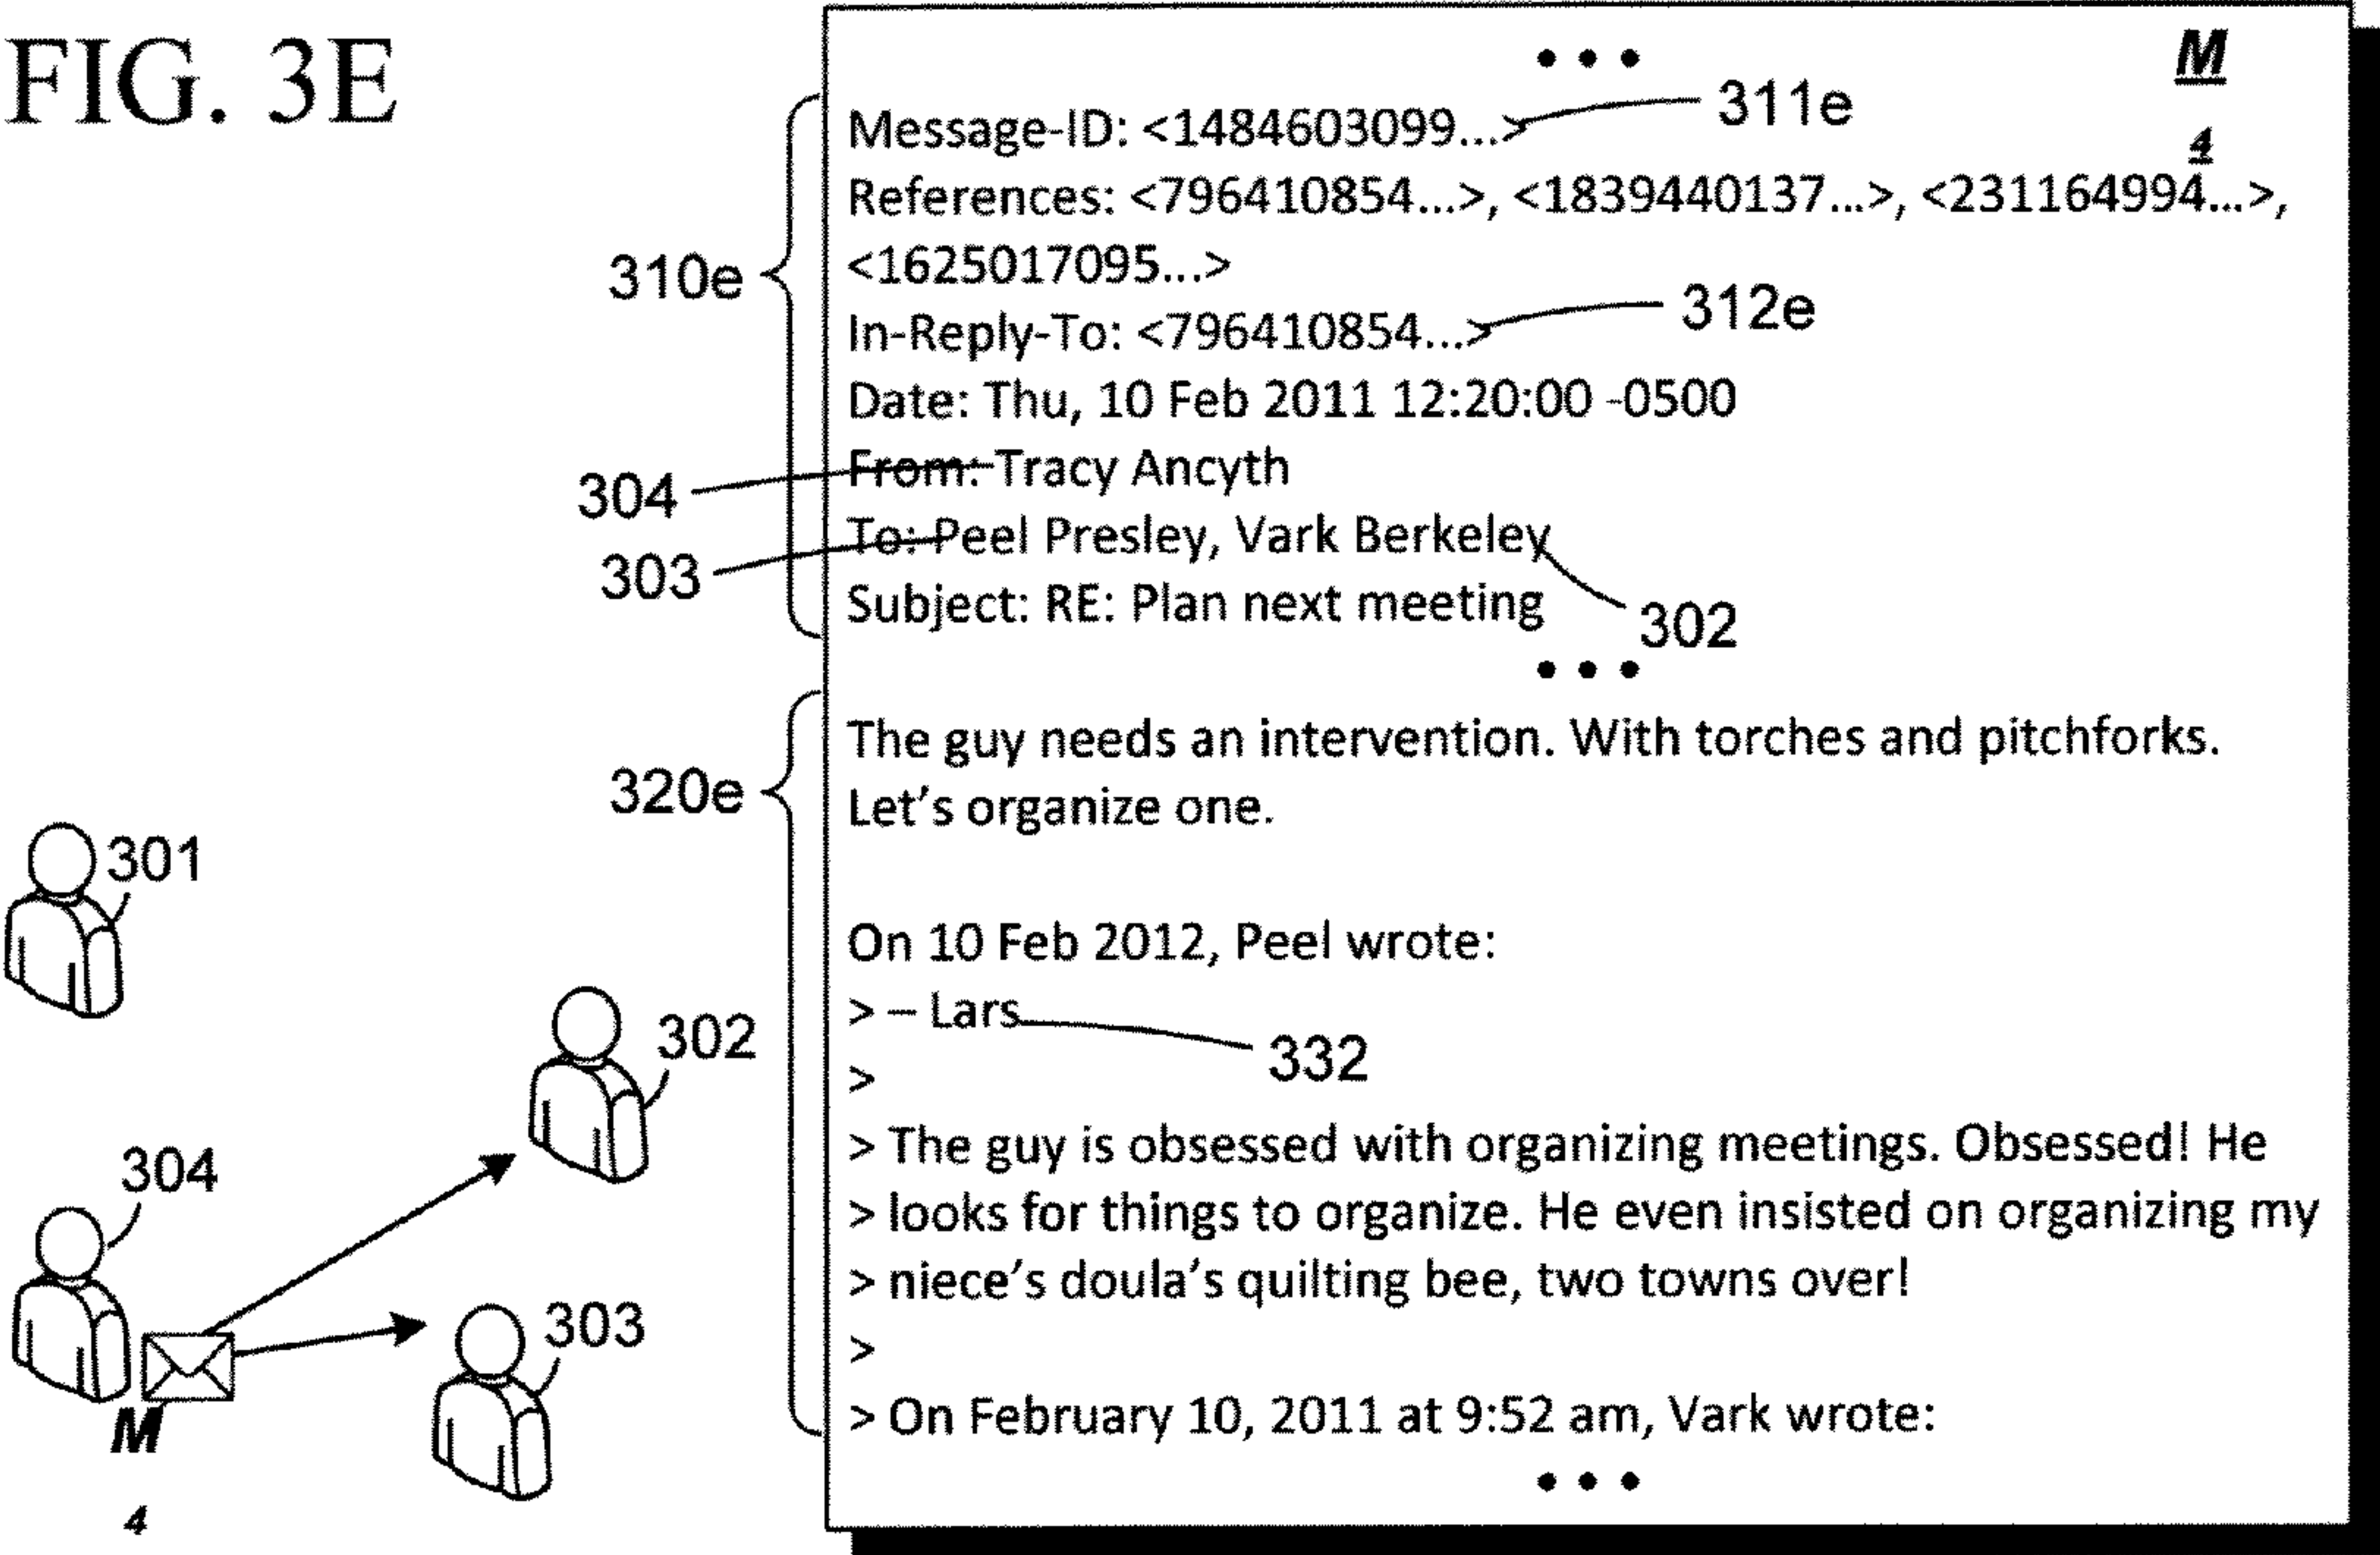 FIG. 3E
• • •
M
4
Message-ID: <1484603099...>
311e
References: <796410854...>, <1839440137...>, <231164994...>,
<1625017095...>
310e
In-Reply-To: <796410854...>
312e
Date: Thu, 10 Feb 2011 12:20:00 -0500
From: Tracy Ancyth
304
To: Peel Presley, Vark Berkeley
303
Subject: RE: Plan next meeting
302
• • •
The guy needs an intervention. With torches and pitchforks.
320e
Let's organize one.
On 10 Feb 2012, Peel wrote:
> – Lars
332
>
> The guy is obsessed with organizing meetings. Obsessed! He
> looks for things to organize. He even insisted on organizing my
> niece's doula's quilting bee, two towns over!
>
> On February 10, 2011 at 9:52 am, Vark wrote:
• • •
301
302
304
303
M
4